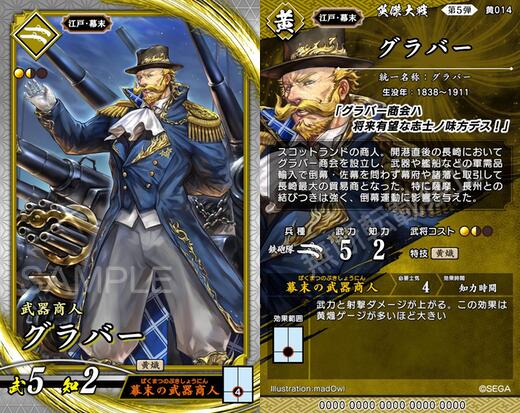 江戸・幕末
SAMPLE
武器商人
グラバー
黄熾
武5 知2
ばくまつのぶきしょうにん
幕末の武器商人
4
黄
江戸・幕末
英傑大戦
第5弾
黄014
グラバー
統一名称:グラバー
生没年:1838~1911
「グラバー商会ハ
将来有望な志士ノ味方デス!」
スコットランドの商人。開港直後の長崎において
グラバー商会を設立し、武器や艦船などの軍需品
輸入で倒幕・佐幕を問わず幕府や諸藩と取引して
長崎最大の貿易商となった。特に薩摩、長州との
結びつきは強く、倒幕運動に影響を与えた。
兵種 武力 知力 武将コスト
鉄砲隊 5 2 特技 黄熾
ばくまつのぶきしょうにん 必要士気 効果時間
幕末の武器商人 4 知力時間
効果範囲
武力と射撃ダメージが上がる。この効果は
黄熾ゲージが多いほど大きい
Illustration:madOwl
©SEGA
0000 0000 0000 0000 0000